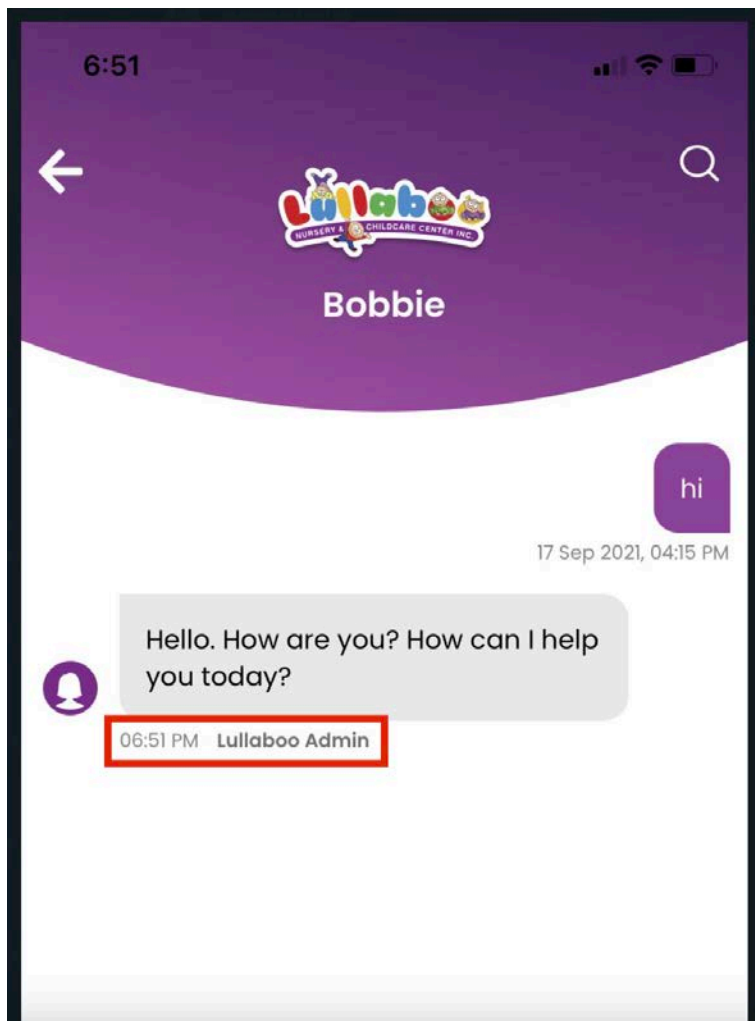 6:51
Lullaboo
NURSERY & CHILDCARE CENTER INC.
Bobbie
hi
17 Sep 2021, 04:15 PM
Hello. How are you? How can I help
you today?
06:51 PM Lullaboo Admin